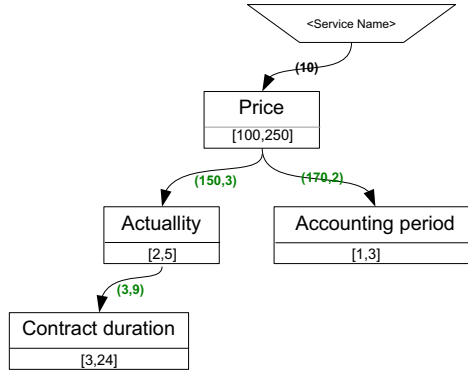 <Service Name>
(10)
Price
[100,250]
(150,3)
(170,2)
Actuallity
[2,5]
Accounting period
[1,3]
(3,9)
Contract duration
[3,24]